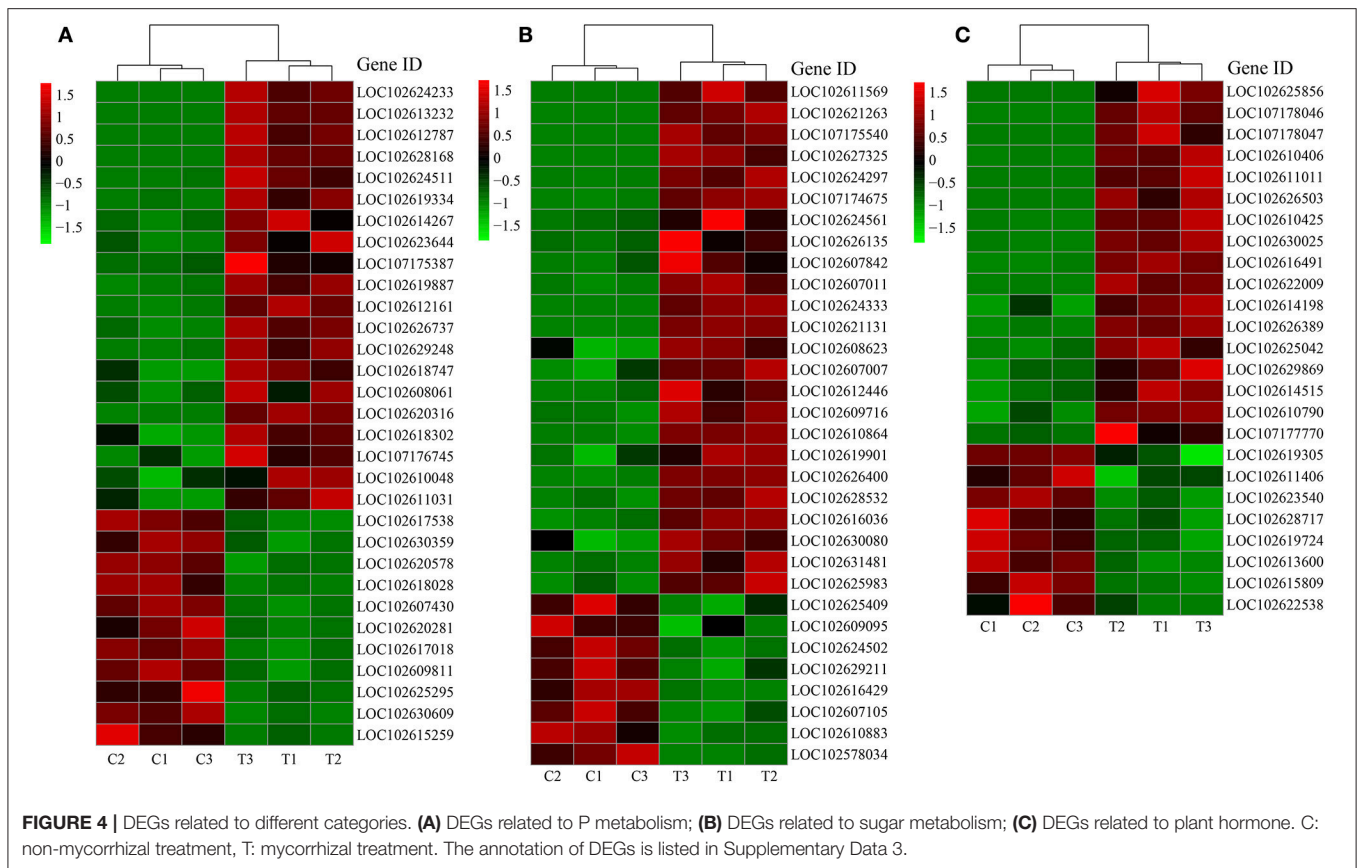 A
Gene ID
1.5
1
0.5
0
−0.5
−1
−1.5
LOC102624233
LOC102613232
LOC102612787
LOC102628168
LOC102624511
LOC102619334
LOC102614267
LOC102623644
LOC107175387
LOC102619887
LOC102612161
LOC102626737
LOC102629248
LOC102618747
LOC102608061
LOC102620316
LOC102618302
LOC107176745
LOC102610048
LOC102611031
LOC102617538
LOC102630359
LOC102620578
LOC102618028
LOC102607430
LOC102620281
LOC102617018
LOC102609811
LOC102625295
LOC102630609
LOC102615259
C2 C1 C3 T3 T1 T2
B
Gene ID
1.5
1
0.5
0
−0.5
−1
−1.5
LOC102611569
LOC102621263
LOC107175540
LOC102627325
LOC102624297
LOC107174675
LOC102624561
LOC102626135
LOC102607842
LOC102607011
LOC102624333
LOC102621131
LOC102608623
LOC102607007
LOC102612446
LOC102609716
LOC102610864
LOC102619901
LOC102626400
LOC102628532
LOC102616036
LOC102630080
LOC102631481
LOC102625983
LOC102625409
LOC102609095
LOC102624502
LOC102629211
LOC102616429
LOC102607105
LOC102610883
LOC102578034
C2 C1 C3 T3 T1 T2
C
Gene ID
1.5
1
0.5
0
−0.5
−1
−1.5
LOC102625856
LOC107178046
LOC107178047
LOC102610406
LOC102611011
LOC102626503
LOC102610425
LOC102630025
LOC102616491
LOC102622009
LOC102614198
LOC102626389
LOC102625042
LOC102629869
LOC102614515
LOC102610790
LOC107177770
LOC102619305
LOC102611406
LOC102623540
LOC102628717
LOC102619724
LOC102613600
LOC102615809
LOC102622538
C1 C2 C3 T2 T1 T3
FIGURE 4 | DEGs related to different categories. (A) DEGs related to P metabolism; (B) DEGs related to sugar metabolism; (C) DEGs related to plant hormone. C:
non-mycorrhizal treatment, T: mycorrhizal treatment. The annotation of DEGs is listed in Supplementary Data 3.